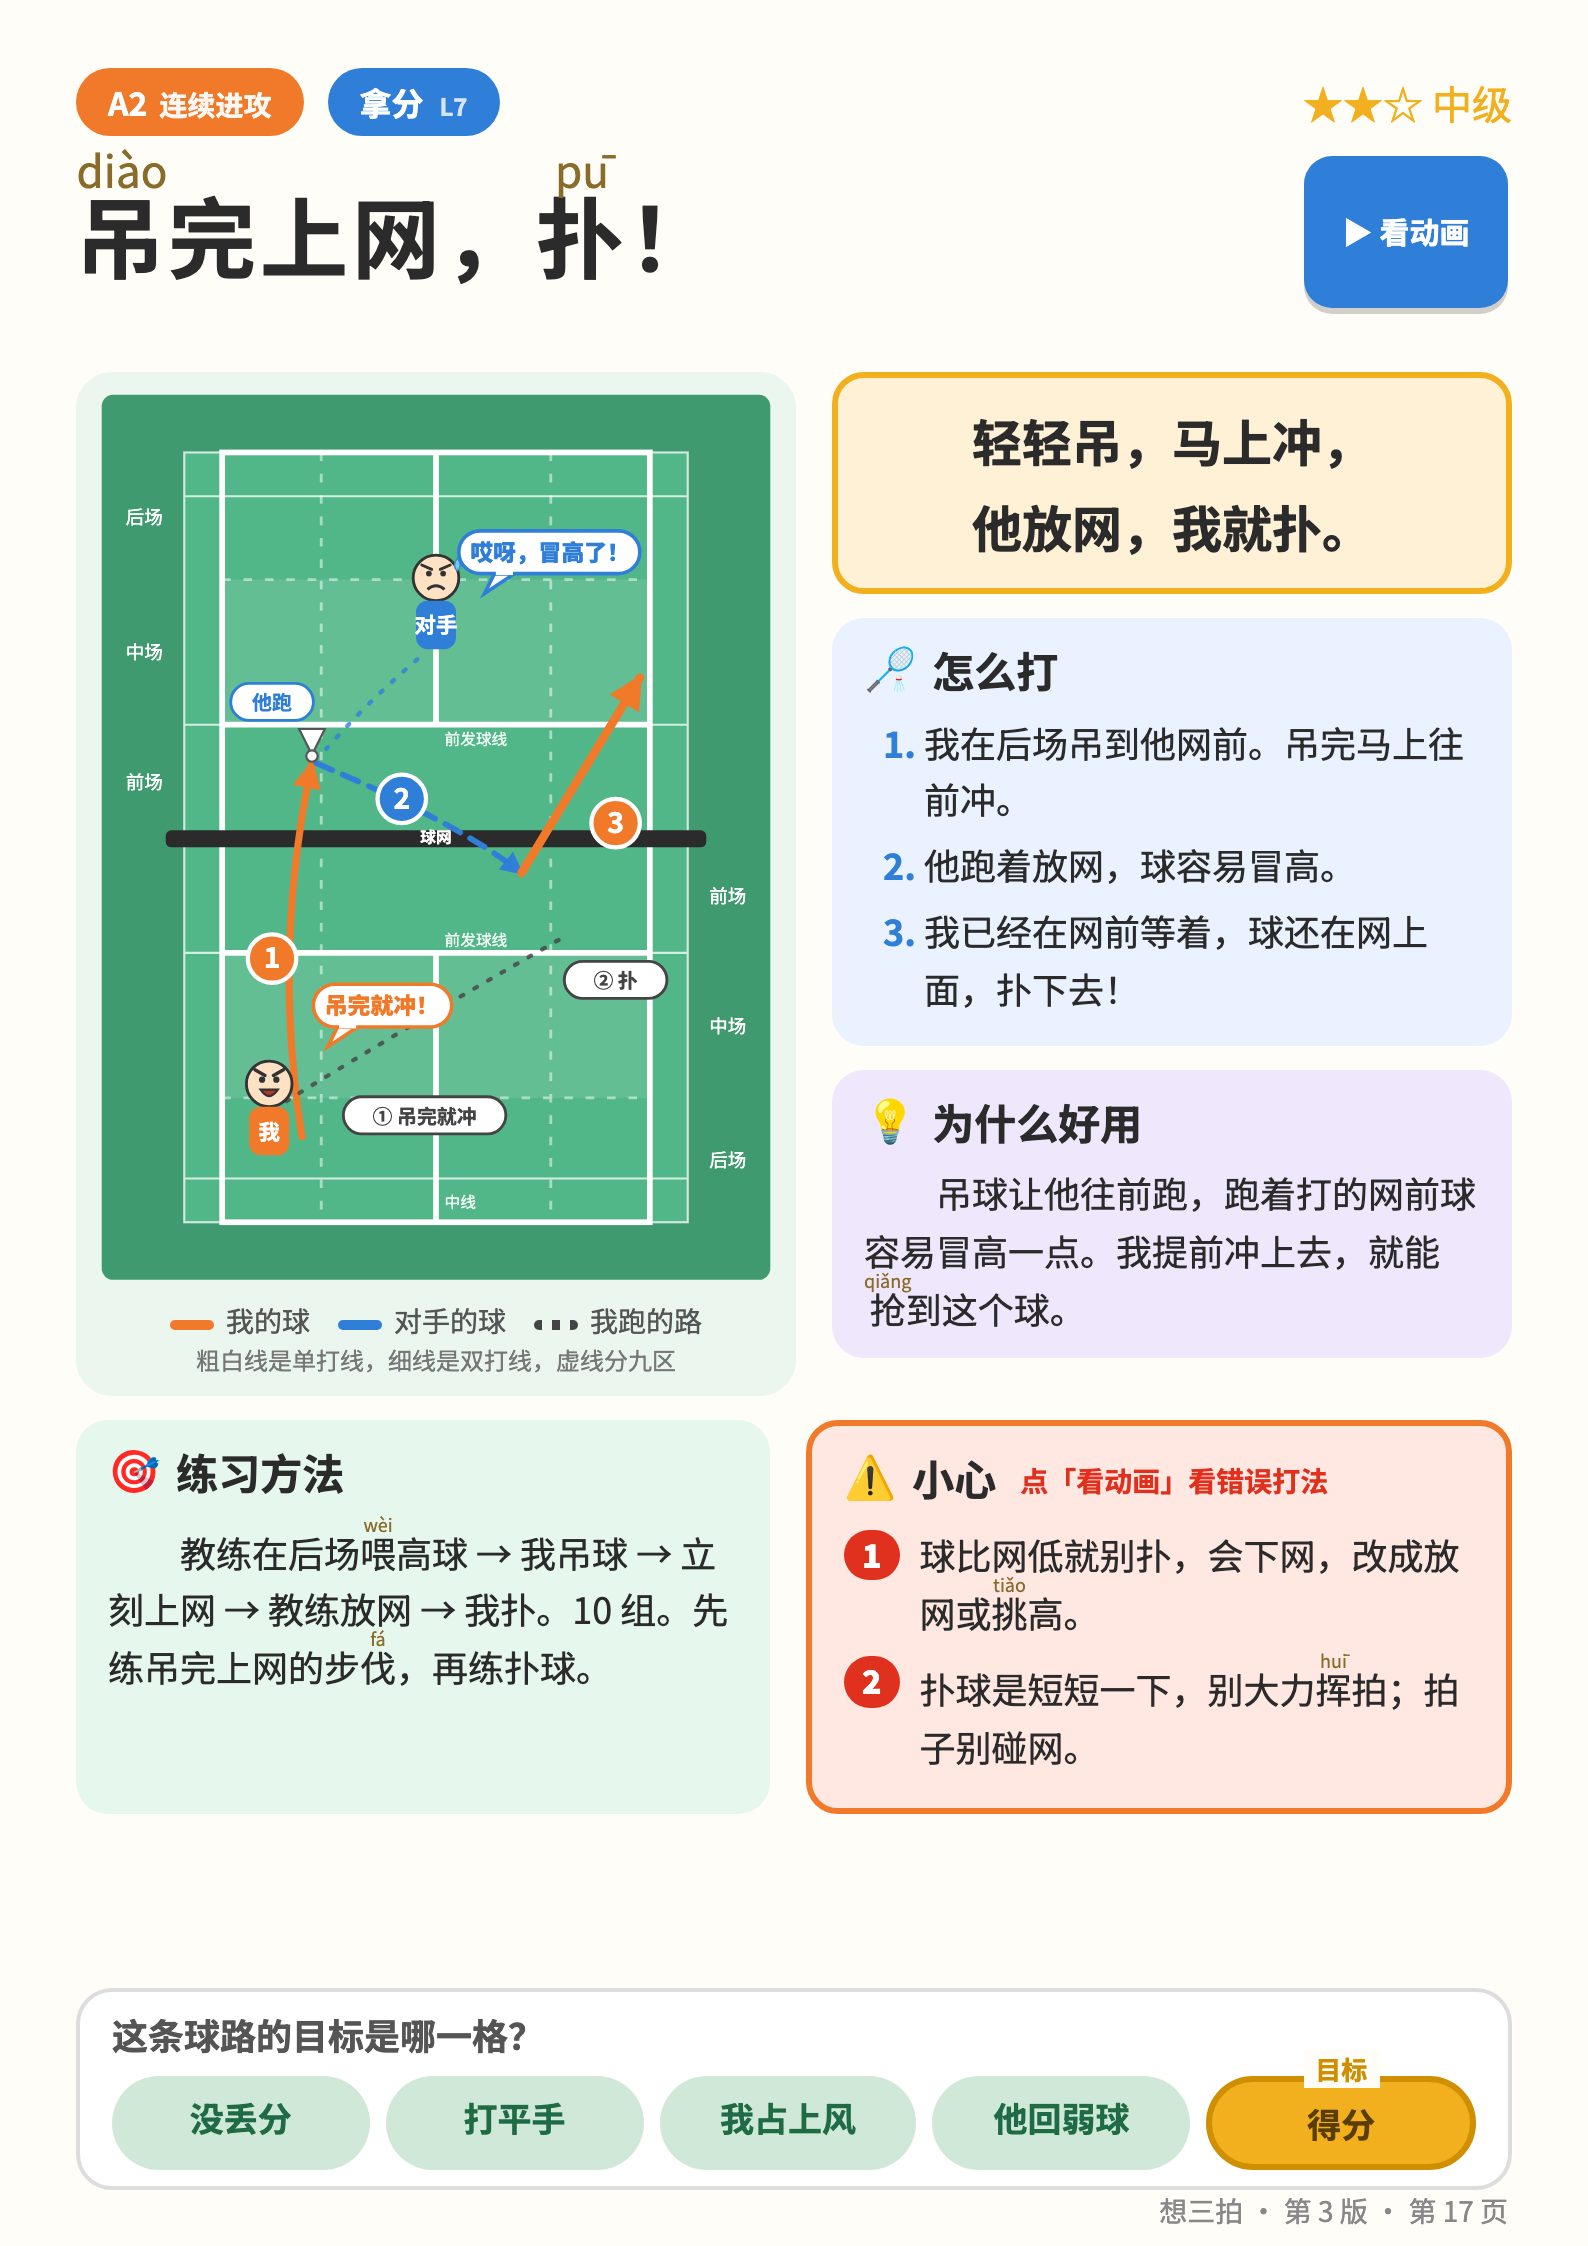 A2 连续进攻
拿分 L7
★★☆ 中级
diào pū
吊完上网，扑！
▶ 看动画
后场
中场
前场
哎呀，冒高了！
对手
他跑
前发球线
2
3
球网
前场
前发球线
1
② 扑
吊完就冲！
中场
① 吊完就冲
我
后场
中线
我的球 对手的球 我跑的路
粗白线是单打线，细线是双打线，虚线分九区
轻轻吊，马上冲，
他放网，我就扑。
怎么打
1. 我在后场吊到他网前。吊完马上往
前冲。
2. 他跑着放网，球容易冒高。
3. 我已经在网前等着，球还在网上
面，扑下去！
为什么好用
吊球让他往前跑，跑着打的网前球
容易冒高一点。我提前冲上去，就能
qiǎng
抢到这个球。
练习方法
wèi
教练在后场喂高球 → 我吊球 → 立
刻上网 → 教练放网 → 我扑。10 组。先
fá
练吊完上网的步伐，再练扑球。
小心 点「看动画」看错误打法
1 球比网低就别扑，会下网，改成放
tiǎo
网或挑高。
huī
2 扑球是短短一下，别大力挥拍；拍
子别碰网。
这条球路的目标是哪一格？
目标
没丢分 打平手 我占上风 他回弱球 得分
想三拍 · 第 3 版 · 第 17 页